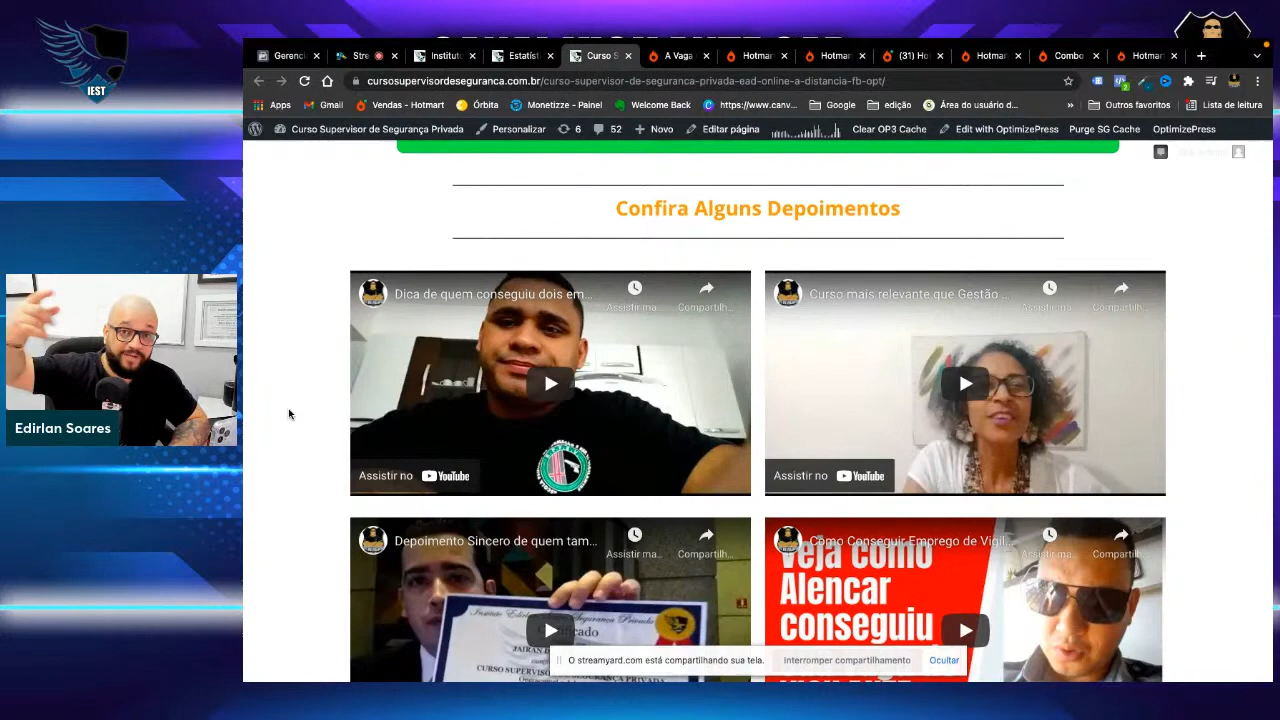 IEST
Gerenci
Stre
Institut
Estatíst
Curso S
A Vaga
Hotmar
Hotmar
(31) Ho
Hotmar
Combo
Hotmar
cursosupervisordeseguranca.com.br/curso-supervisor-de-seguranca-privada-ead-online-a-distancia-fb-opt/
Apps
Gmail
Vendas - Hotmart
Órbita
Monetizze - Painel
Welcome Back
https://www.canv...
Google
edição
Área do usuário d...
»
Outros favoritos
Lista de leitura
Curso Supervisor de Segurança Privada
Personalizar
6
52
Novo
Editar página
Clear OP3 Cache
Edit with OptimizePress
Purge SG Cache
OptimizePress
Confira Alguns Depoimentos
Dica de quem conseguiu dois em...
Assistir ma...
Compartilh...
Assistir no YouTube
Curso mais relevante que Gestão ...
Assistir ma...
Compartilh...
Assistir no YouTube
Edirlan Soares
Depoimento Sincero de quem tam...
Assistir ma...
Compartilh...
Como Conseguir Emprego de Vigil...
Assistir ma...
Compartilh...
Veja como
Alencar
conseguiu
O streamyard.com está compartilhando sua tela.
Interromper compartilhamento
Ocultar